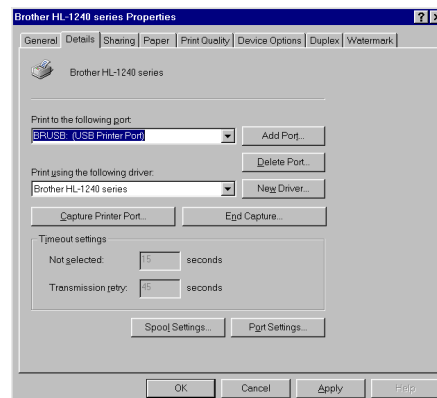 Brother HL-1240 series Properties
General Details Sharing Paper Print Quality Device Options Duplex Watermark
Brother HL-1240 series
Print to the following port:
BRUSB: (USB Printer Port)
Add Port...
Delete Port...
Print using the following driver:
Brother HL-1240 series
New Driver...
Capture Printer Port...
End Capture...
Timeout settings
Not selected: 15 seconds
Transmission retry: 45 seconds
Spool Settings...
Port Settings...
OK Cancel Apply Help